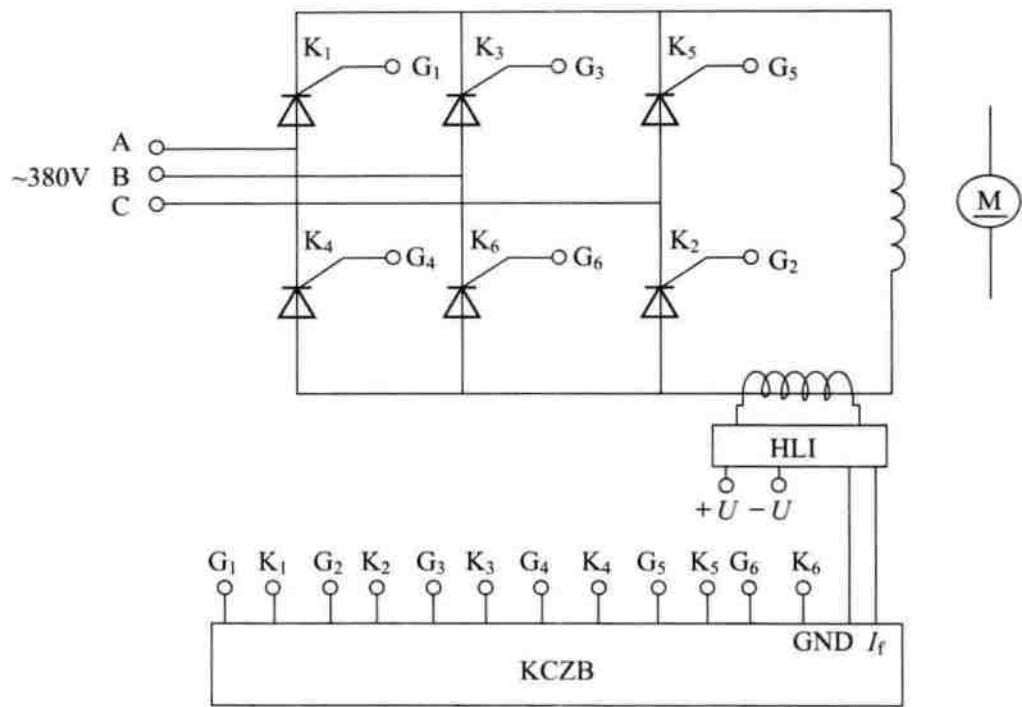 K₁ K₃ K₅
G₁ G₃ G₅
A
~380V B M
C
K₄ K₆ K₂
G₄ G₆ G₂
HLI
+U −U
G₁ K₁ G₂ K₂ G₃ K₃ G₄ K₄ G₅ K₅ G₆ K₆
GND I_f
KCZB